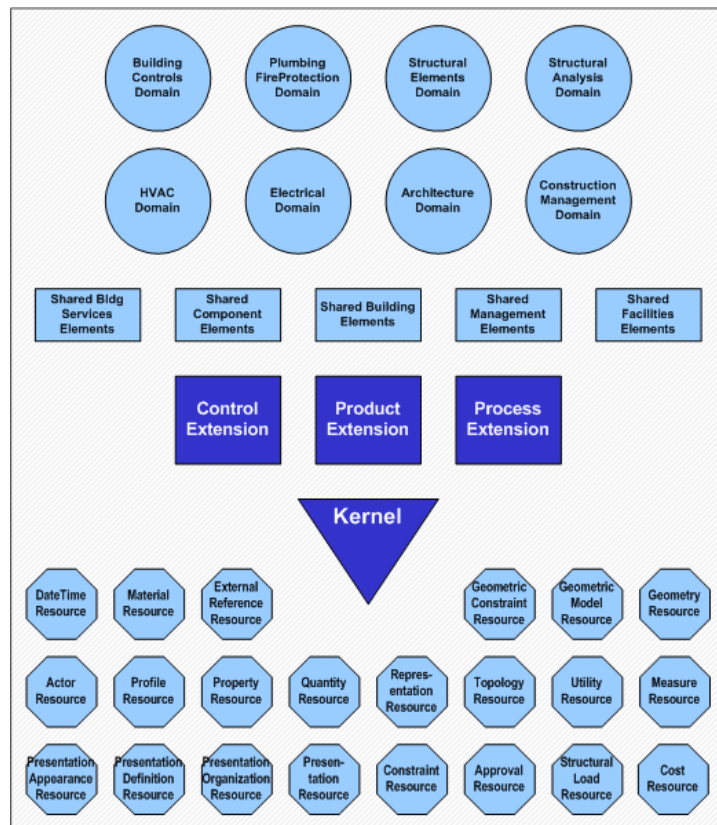 Building
Controls
Domain
Plumbing
FireProtection
Domain
Structural
Elements
Domain
Structural
Analysis
Domain
HVAC
Domain
Electrical
Domain
Architecture
Domain
Construction
Management
Domain
Shared Bldg
Services
Elements
Shared
Component
Elements
Shared Building
Elements
Shared
Management
Elements
Shared
Facilities
Elements
Control
Extension
Product
Extension
Process
Extension
Kernel
DateTime
Resource
Material
Resource
External
Reference
Resource
Geometric
Constraint
Resource
Geometric
Model
Resource
Geometry
Resource
Actor
Resource
Profile
Resource
Property
Resource
Quantity
Resource
Repres-
entation
Resource
Topology
Resource
Utility
Resource
Measure
Resource
Presentation
Appearance
Resource
Presentation
Definition
Resource
Presentation
Organization
Resource
Presen-
tation
Resource
Constraint
Resource
Approval
Resource
Structural
Load
Resource
Cost
Resource